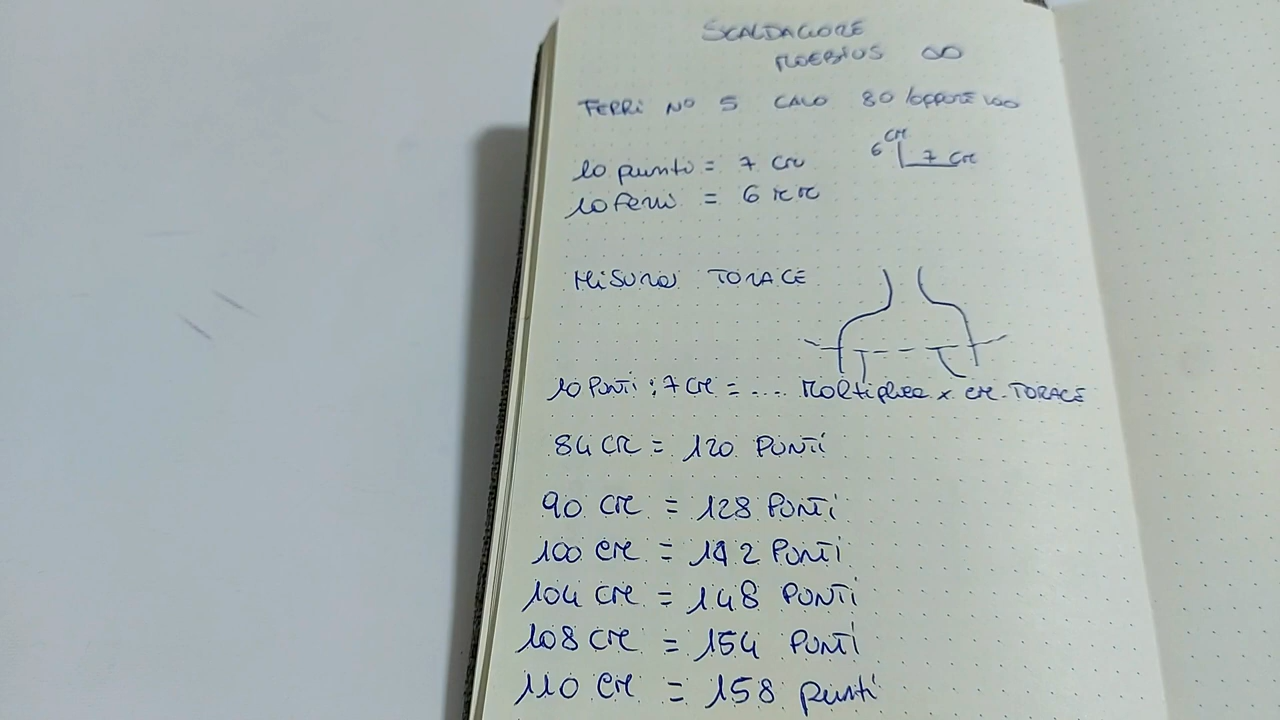 SCALDACUORE
MOEBIUS ∞
FERRI N° 5 CALO 80 /oppure 100
10 punti = 7 cm
6 cm
7 cm
10 Ferri = 6 cm
MISURA TORACE
10 PUNTI : 7 cm = .... Moltiplica x cm. TORACE
84 cm = 120 PUNTI
90 cm = 128 PUNTI
100 cm = 142 PUNTI
104 cm = 148 PUNTI
108 cm = 154 PUNTI
110 cm = 158 punti